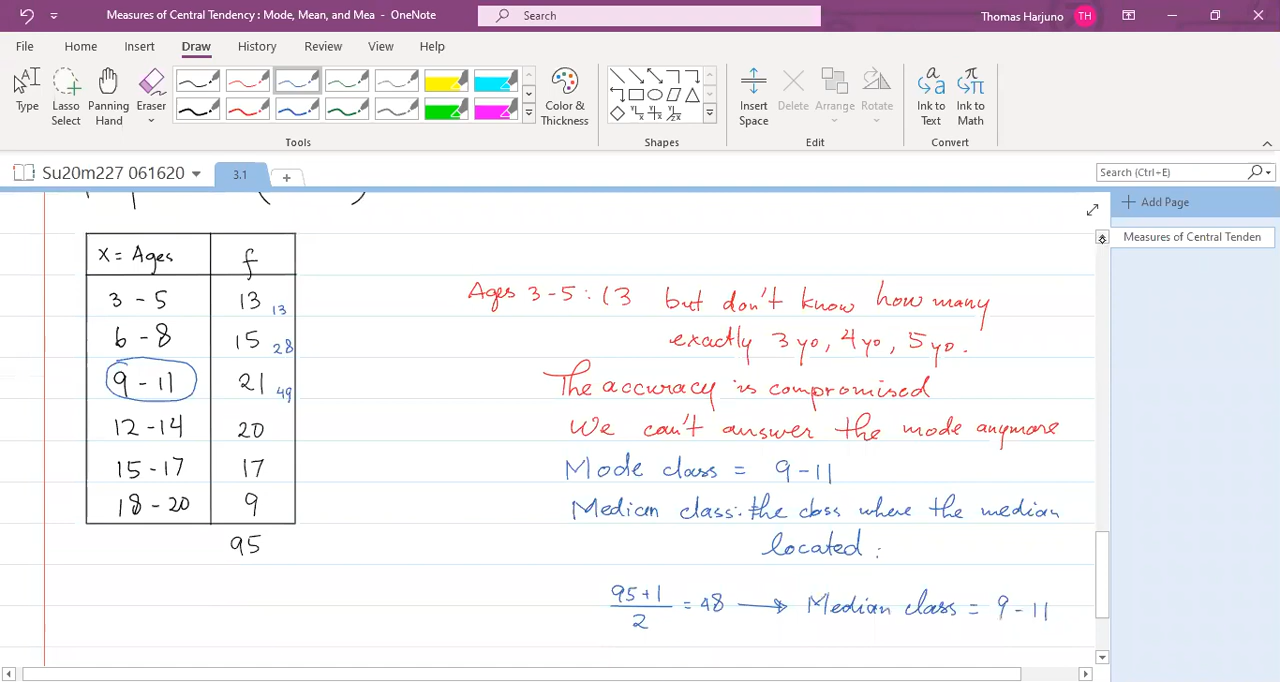 Measures of Central Tendency : Mode, Mean, and Mea - OneNote
Search
Thomas Harjuno
TH
File Home Insert Draw History Review View Help
Type
Lasso Select
Panning Hand
Eraser
Color & Thickness
Insert Space
Delete
Arrange
Rotate
Ink to Text
Ink to Math
Tools
Shapes
Edit
Convert
Su20m227 061620
3.1
Search (Ctrl+E)
Add Page
Measures of Central Tenden
x = Ages f
3 - 5 13 13
6 - 8 15 28
9 - 11 21 49
12 - 14 20
15 - 17 17
18 - 20 9
95
Ages 3-5 : 13 but don't know how many
exactly 3 yo, 4 yo, 5 yo.
The accuracy is compromised
We can't answer the mode anymore
Mode class = 9-11
Median class: the class where the median
located :
95+1
2
= 48 → Median class = 9-11